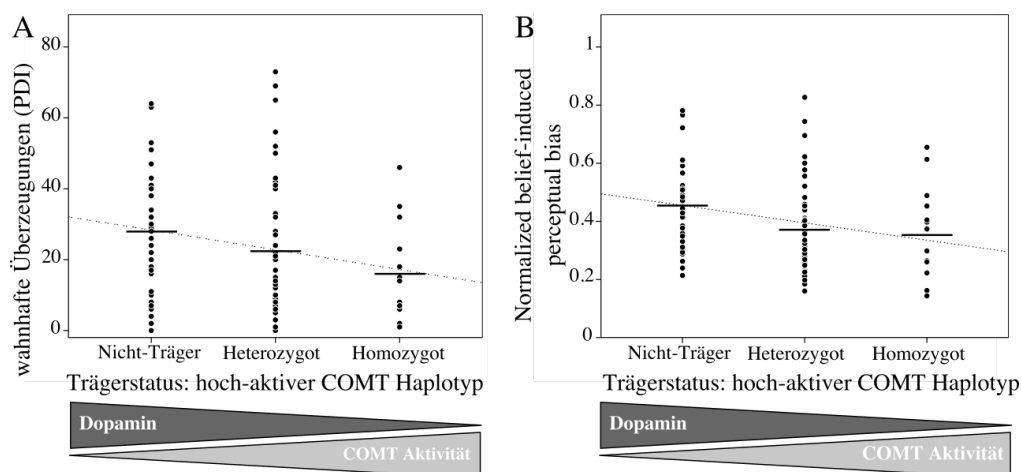 A
wahnhafte Überzeugungen (PDI)
80
60
40
20
0
Nicht-Träger Heterozygot Homozygot
Trägerstatus: hoch-aktiver COMT Haplotyp
Dopamin
COMT Aktivität
B
Normalized belief-induced
perceptual bias
1
0.8
0.6
0.4
0.2
0
Nicht-Träger Heterozygot Homozygot
Trägerstatus: hoch-aktiver COMT Haplotyp
Dopamin
COMT Aktivität